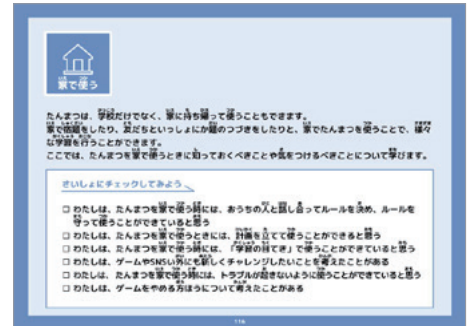 家で使う
たんまつは、学校だけでなく、家に持ち帰って使うこともできます。
家で宿題をしたり、友だちといっしょにか題のつづきをしたりと、家でたんまつを使うことで、様々
な学習を行うことができます。
ここでは、たんまつを家で使うときに知っておくべきことや気をつけるべきことについて学びます。
さいしょにチェックしてみよう
□ わたしは、たんまつを家で使う時には、おうちの人と話し合ってルールを決め、ルールを
守って使うことができていると思う
□ わたしは、たんまつを家で使うときには、計画を立てて使うことができると思う
□ わたしは、たんまつを家で使う時には、「学習の目てき」で使うことができていると思う
□ わたしは、ゲームやSNSい外にも新しくチャレンジしたいことを考えたことがある
□ わたしは、たんまつを家で使う時には、トラブルが起きないように使うことができていると思う
□ わたしは、ゲームをやめる方ほうについて考えたことがある